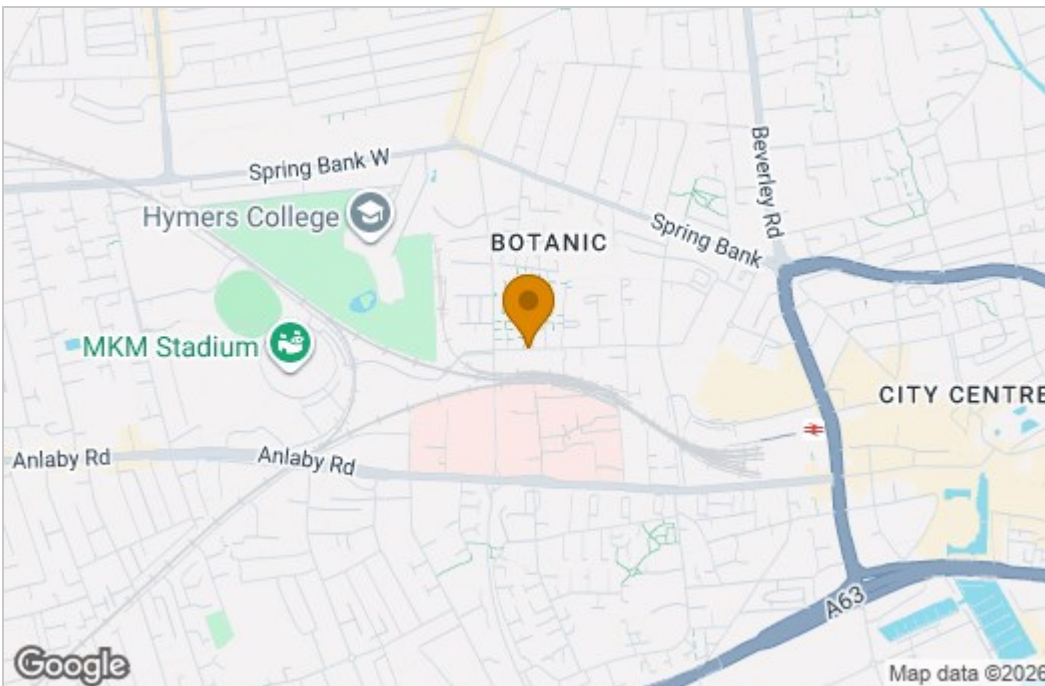 Beverley Rd
Spring Bank W
Hymers College
Spring Bank
BOTANIC
MKM Stadium
CITY CENTRE
Anlaby Rd
Anlaby Rd
A63
Google
Map data ©2026